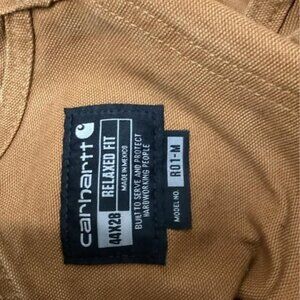 carhartt
RELAXED FIT
MADE IN MEXICO
44X28
BUILT TO SERVE AND PROTECT
HARDWORKING PEOPLE
MODEL NO.
R01-M